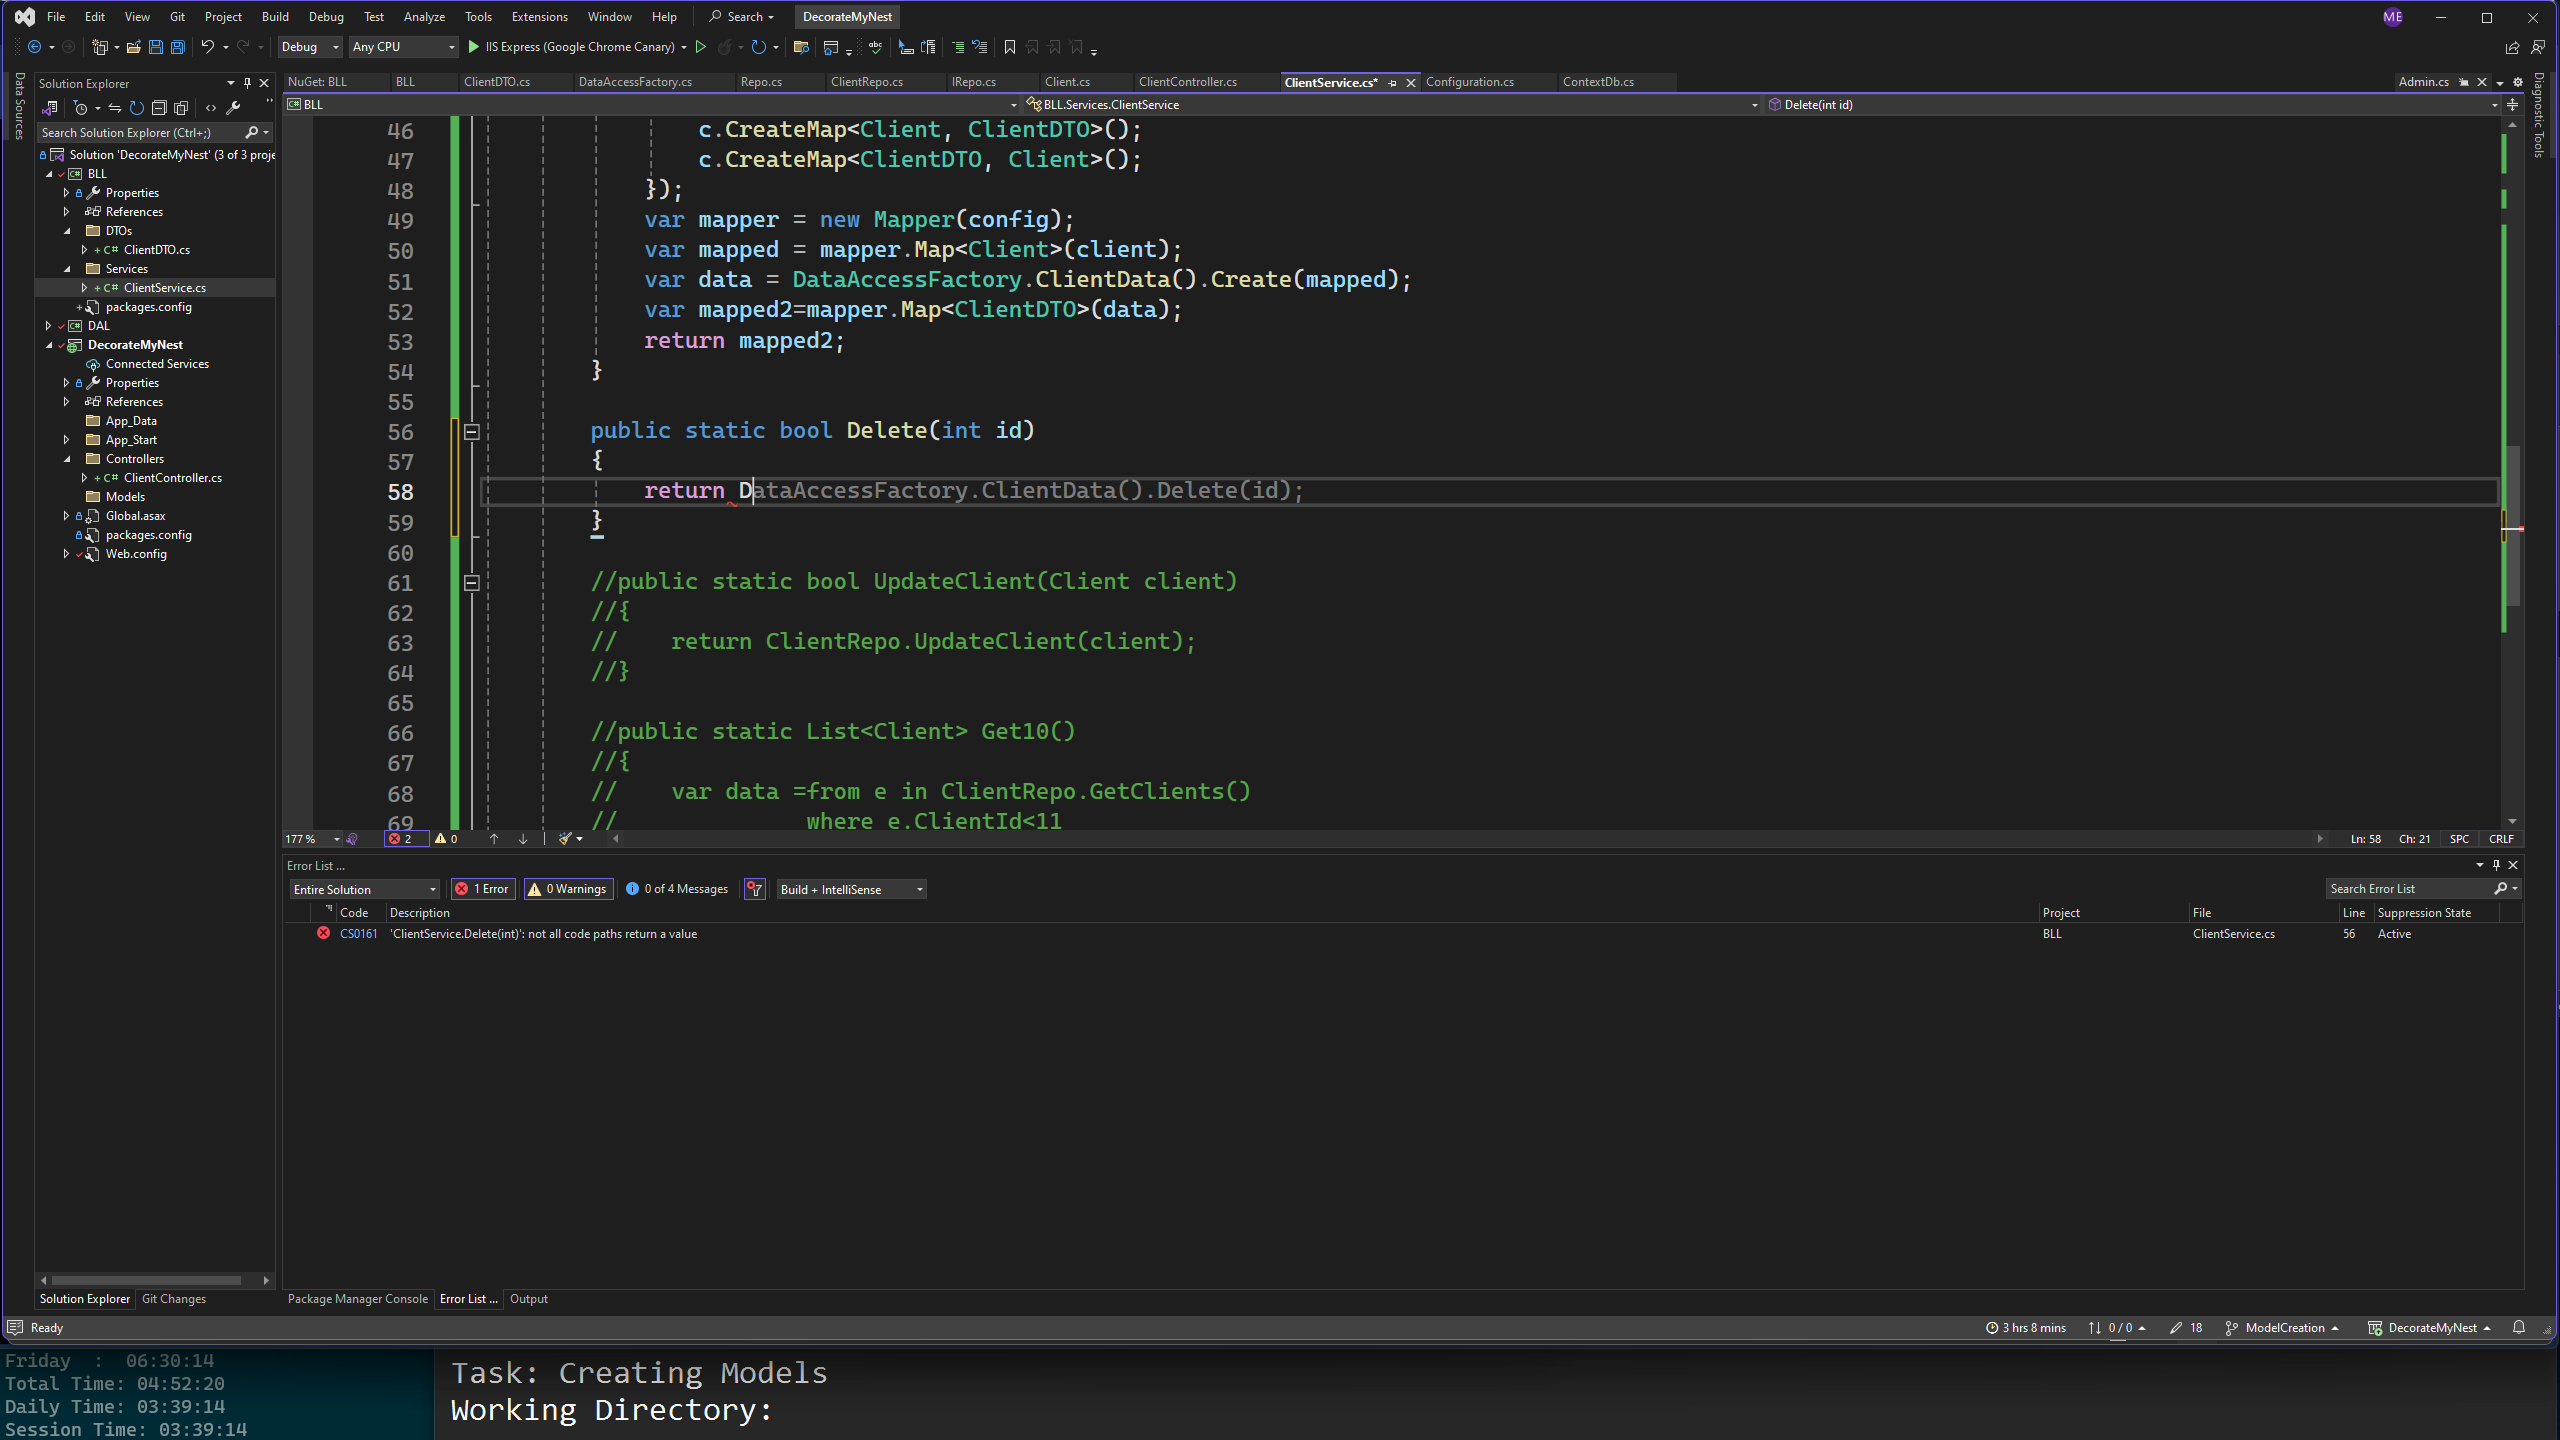 File Edit View Git Project Build Debug Test Analyze Tools Extensions Window Help Search DecorateMyNest ME
Debug Any CPU IIS Express (Google Chrome Canary)
Data Sources
Solution Explorer
Search Solution Explorer (Ctrl+;)
Solution 'DecorateMyNest' (3 of 3 proje
BLL
Properties
References
DTOs
ClientDTO.cs
Services
ClientService.cs
packages.config
DAL
DecorateMyNest
Connected Services
Properties
References
App_Data
App_Start
Controllers
ClientController.cs
Models
Global.asax
packages.config
Web.config
Solution Explorer Git Changes
NuGet: BLL BLL ClientDTO.cs DataAccessFactory.cs Repo.cs ClientRepo.cs IRepo.cs Client.cs ClientController.cs ClientService.cs* Configuration.cs ContextDb.cs Admin.cs
BLL BLL.Services.ClientService Delete(int id)
Diagnostic Tools
46 c.CreateMap<Client, ClientDTO>();
47 c.CreateMap<ClientDTO, Client>();
48 });
49 var mapper = new Mapper(config);
50 var mapped = mapper.Map<Client>(client);
51 var data = DataAccessFactory.ClientData().Create(mapped);
52 var mapped2=mapper.Map<ClientDTO>(data);
53 return mapped2;
54 }
55
56 public static bool Delete(int id)
57 {
58 return DataAccessFactory.ClientData().Delete(id);
59 }
60
61 //public static bool UpdateClient(Client client)
62 //{
63 // return ClientRepo.UpdateClient(client);
64 //}
65
66 //public static List<Client> Get10()
67 //{
68 // var data =from e in ClientRepo.GetClients()
69 // where e.ClientId<11
177 % 2 0 Ln: 58 Ch: 21 SPC CRLF
Error List ...
Entire Solution 1 Error 0 Warnings 0 of 4 Messages Build + IntelliSense Search Error List
Code Description Project File Line Suppression State
CS0161 'ClientService.Delete(int)': not all code paths return a value BLL ClientService.cs 56 Active
Package Manager Console Error List ... Output
Ready 3 hrs 8 mins 0 / 0 18 ModelCreation DecorateMyNest
Friday : 06:30:14
Total Time: 04:52:20
Daily Time: 03:39:14
Session Time: 03:39:14
Task: Creating Models
Working Directory: